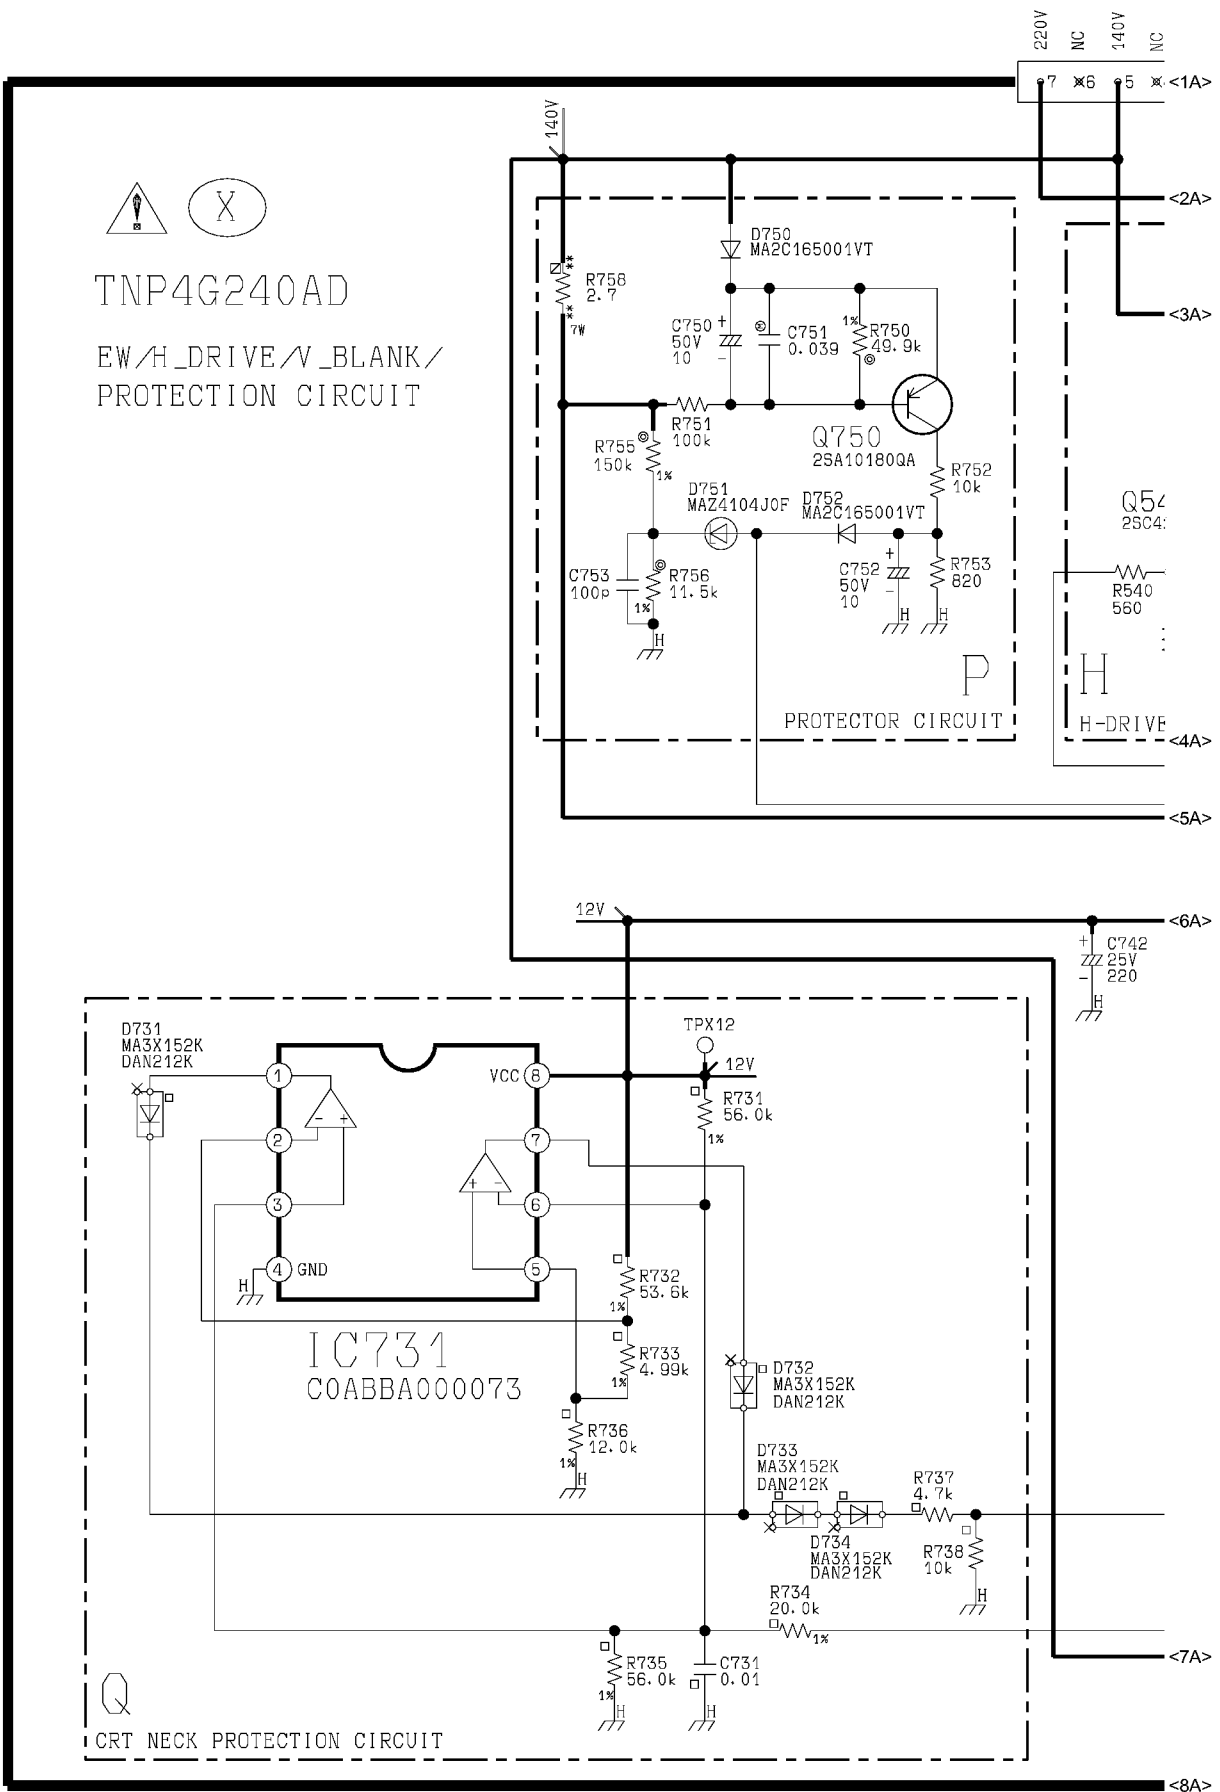 220V
NC
140V
NC
7
6
5
<1A>
140V
<2A>
X
TNP4G240AD
EW/H_DRIVE/V_BLANK/
PROTECTION CIRCUIT
D750
MA2C165001VT
**
R758
2.7
**
7W
<3A>
C750
50V
10
+
-
C751
0.039
1%
R750
49.9k
R751
100k
Q750
2SA10180QA
R755
150k
1%
R752
10k
D751
MAZ4104J0F
D752
MA2C165001VT
Q54
2SC4
C753
100p
R756
11.5k
1%
H
C752
50V
10
+
-
H
R753
820
H
R540
560
P
PROTECTOR CIRCUIT
H
H-DRIVE
<4A>
<5A>
12V
<6A>
+
-
C742
25V
220
H
D731
MA3X152K
DAN212K
TPX12
12V
1
VCC 8
- +
R731
56.0k
1%
2
7
+ -
3
6
4 GND
H
5
R732
53.6k
1%
IC731
C0ABBA000073
R733
4.99k
1%
D732
MA3X152K
DAN212K
R736
12.0k
1%
H
D733
MA3X152K
DAN212K
R737
4.7k
D734
MA3X152K
DAN212K
R738
10k
H
R734
20.0k
1%
R735
56.0k
1%
H
C731
0.01
H
<7A>
Q
CRT NECK PROTECTION CIRCUIT
<8A>